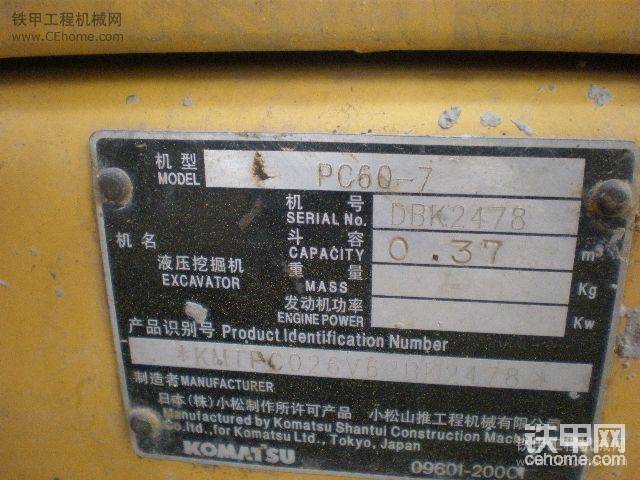 铁甲工程机械网
www.CEhome.com
机型
MODEL
PC60-7
机号
SERIAL No.
DBK2478
机名
液压挖掘机
EXCAVATOR
斗容
CAPACITY
0.37
m³
重量
MASS
Kg
发动机功率
ENGINE POWER
Kw
产品识别号 Product Identification Number
制造者 MANUFACTURER
日本(株)小松制作所许可产品 小松山推工程机械有限公司
Manufactured by Komatsu Shantui Construction
Co.ltd.,for Komatsu Ltd., Tokyo, Japan
KOMATSU
09601-200
铁甲网
cehome.com